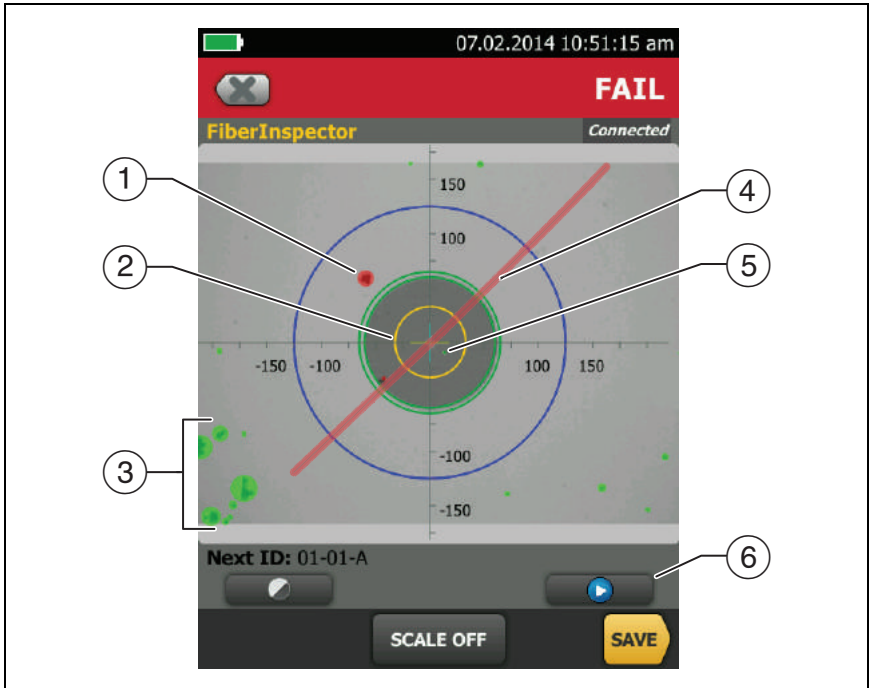 07.02.2014 10:51:15 am
FAIL
FiberInspector
Connected
150
1
4
100
2
5
-150 -100 100 150
-100
3
-150
Next ID: 01-01-A
6
SCALE OFF
SAVE